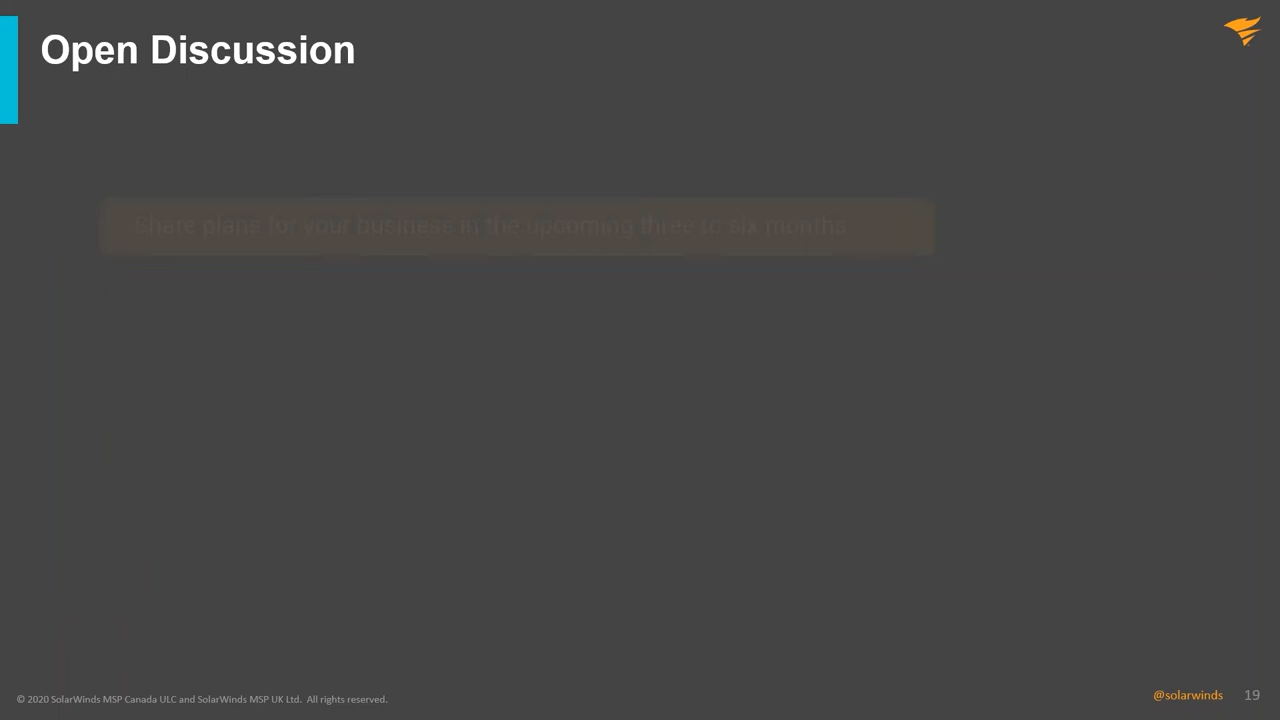 Open Discussion
Share plans for your business in the upcoming three to six months
© 2020 SolarWinds MSP Canada ULC and SolarWinds MSP UK Ltd. All rights reserved.
@solarwinds
19